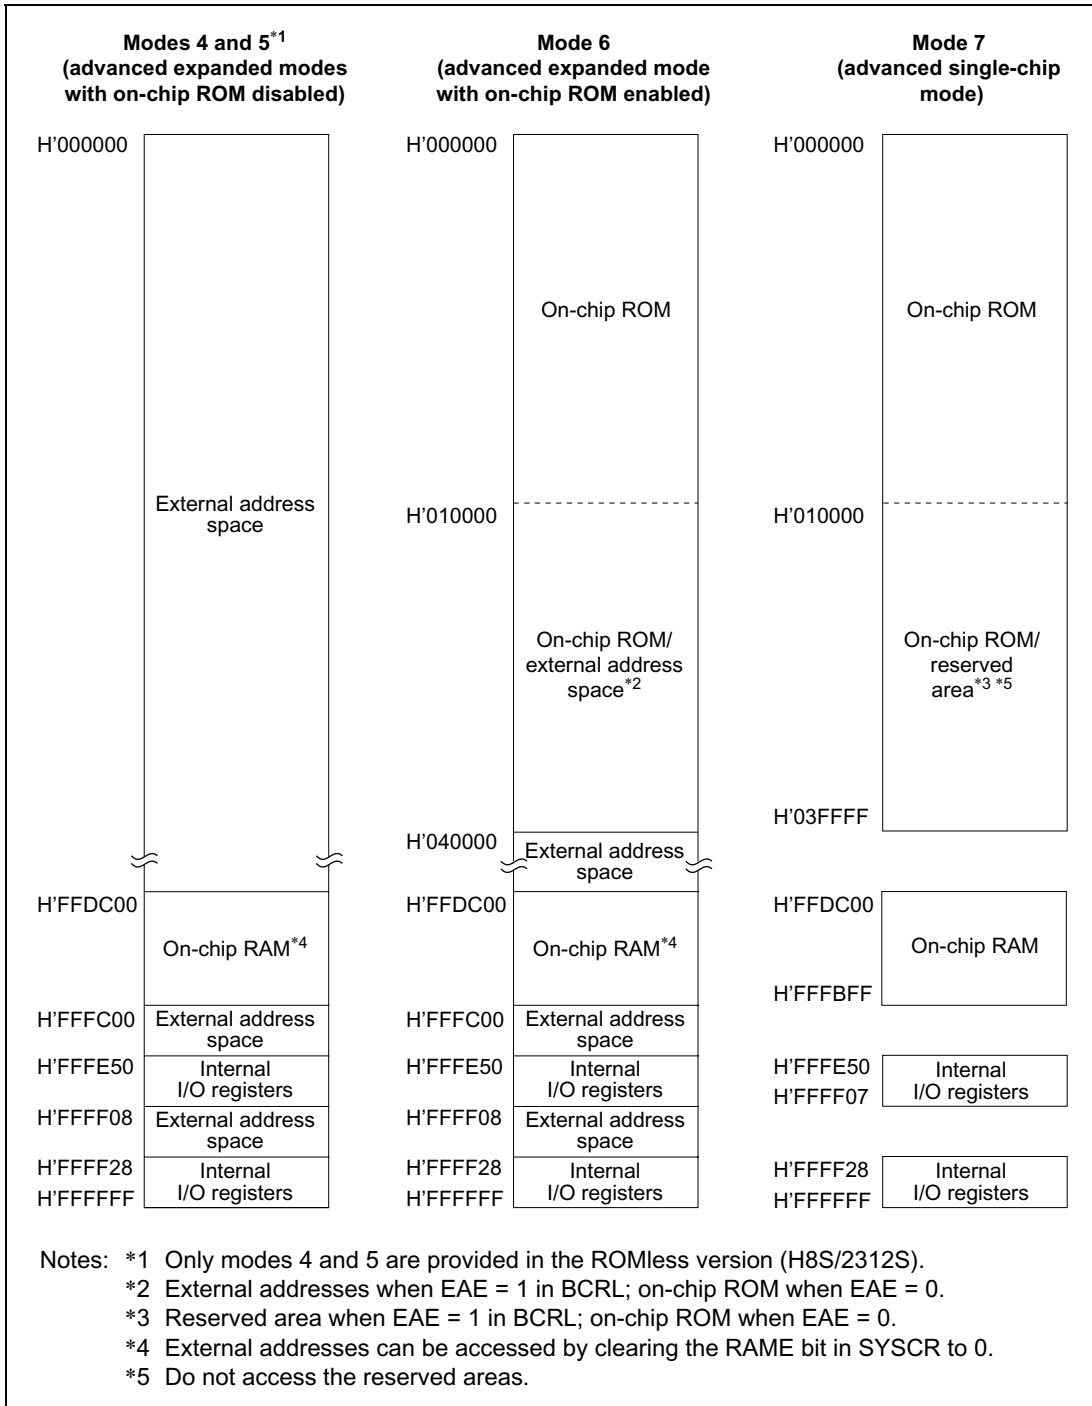 Modes 4 and 5*1
(advanced expanded modes
with on-chip ROM disabled)
H'000000
External address
space
H'FFDC00
On-chip RAM*4
H'FFFC00
External address
space
H'FFFE50
Internal
I/O registers
H'FFFF08
External address
space
H'FFFF28
Internal
I/O registers
H'FFFFFF
Mode 6
(advanced expanded mode
with on-chip ROM enabled)
H'000000
On-chip ROM
H'010000
On-chip ROM/
external address
space*2
H'040000
External address
space
H'FFDC00
On-chip RAM*4
H'FFFC00
External address
space
H'FFFE50
Internal
I/O registers
H'FFFF08
External address
space
H'FFFF28
Internal
I/O registers
H'FFFFFF
Mode 7
(advanced single-chip
mode)
H'000000
On-chip ROM
H'010000
On-chip ROM/
reserved
area*3 *5
H'03FFFF
H'FFDC00
On-chip RAM
H'FFFBFF
H'FFFE50
Internal
I/O registers
H'FFFF07
H'FFFF28
Internal
I/O registers
H'FFFFFF
Notes: *1 Only modes 4 and 5 are provided in the ROMless version (H8S/2312S).
*2 External addresses when EAE = 1 in BCRL; on-chip ROM when EAE = 0.
*3 Reserved area when EAE = 1 in BCRL; on-chip ROM when EAE = 0.
*4 External addresses can be accessed by clearing the RAME bit in SYSCR to 0.
*5 Do not access the reserved areas.